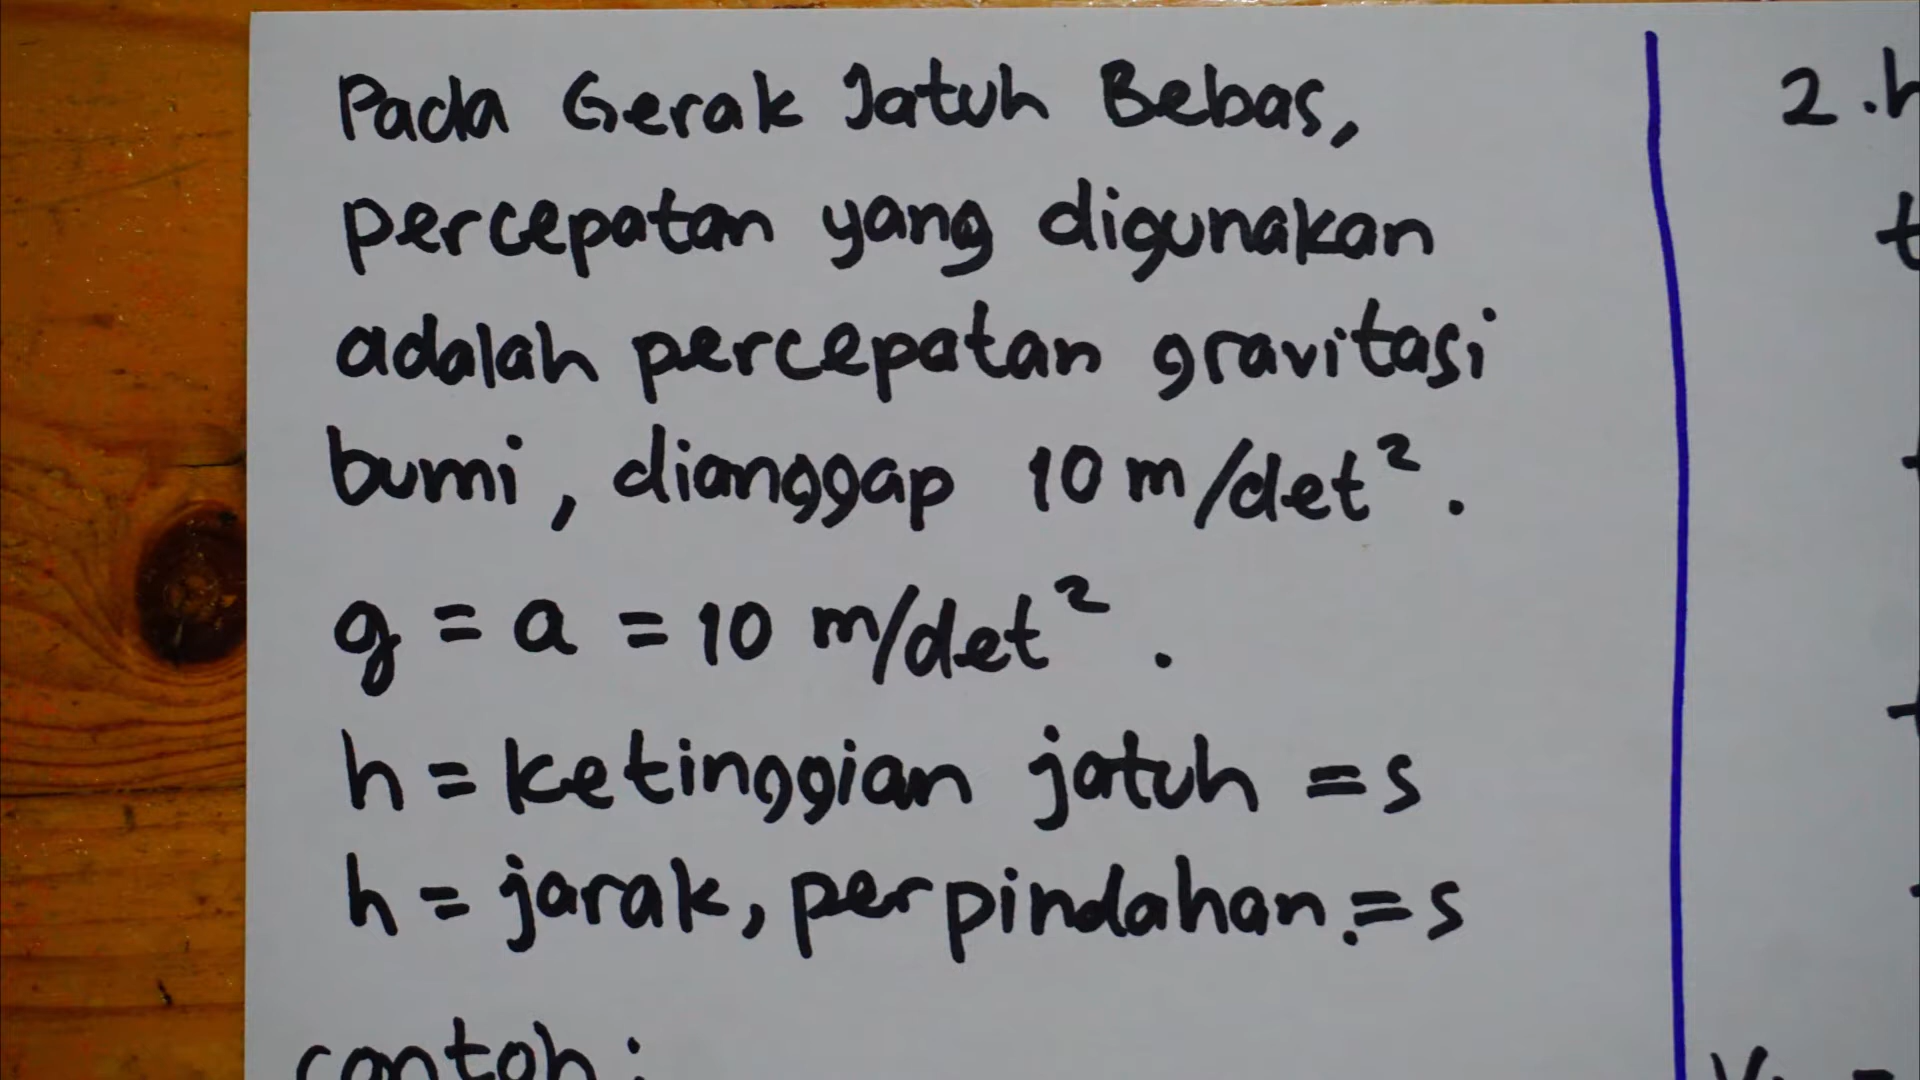 Pada Gerak Jatuh Bebas,
percepatan yang digunakan
adalah percepatan gravitasi
bumi, dianggap 10 m/det².
g = a = 10 m/det².
h = ketinggian jatuh = s
h = jarak, perpindahan. = s
contoh:
2.h
t